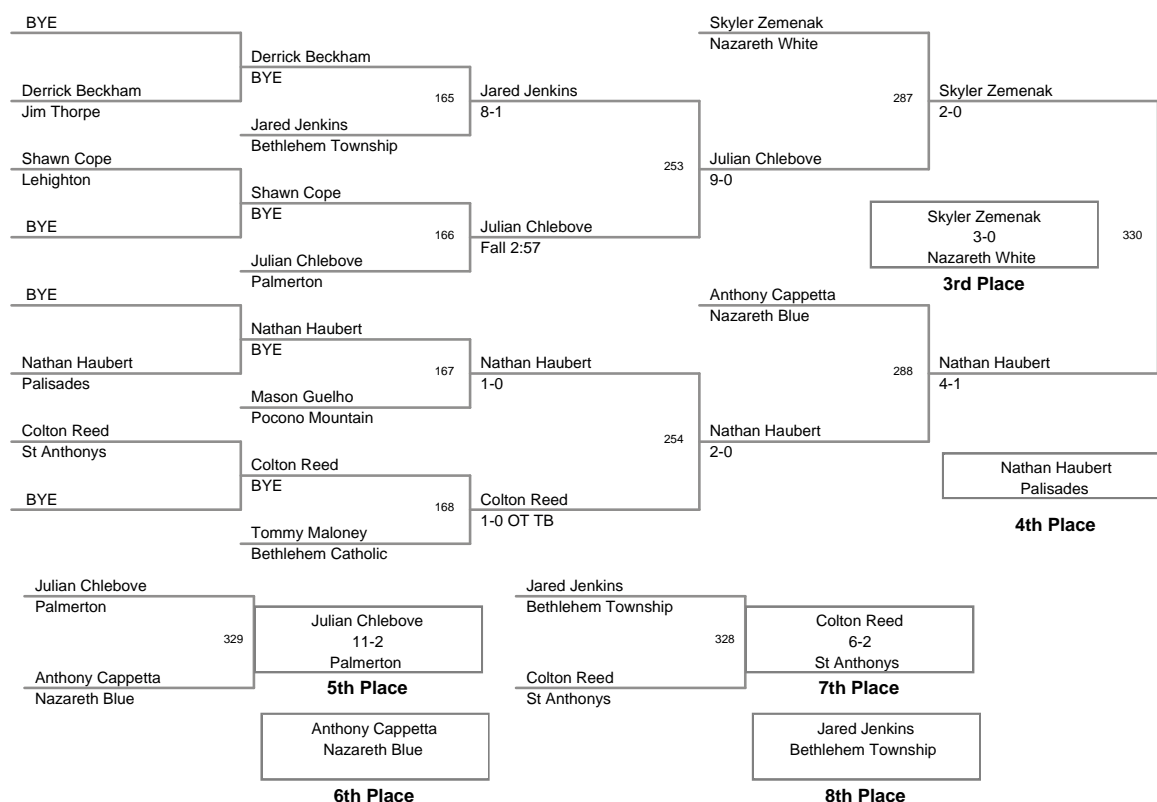 BYE
Derrick Beckham
Jim Thorpe
Shawn Cope
Lehighton
BYE
BYE
Nathan Haubert
Palisades
Colton Reed
St Anthonys
BYE
Derrick Beckham
BYE
165
Jared Jenkins
Bethlehem Township
Shawn Cope
BYE
166
Julian Chlebove
Palmerton
Nathan Haubert
BYE
167
Mason Guelho
Pocono Mountain
Colton Reed
BYE
168
Tommy Maloney
Bethlehem Catholic
Jared Jenkins
8-1
253
Julian Chlebove
Fall 2:57
Nathan Haubert
1-0
254
Colton Reed
1-0 OT TB
Skyler Zemenak
Nazareth White
287
Julian Chlebove
9-0
Anthony Cappetta
Nazareth Blue
288
Nathan Haubert
2-0
Skyler Zemenak
2-0
330
Nathan Haubert
4-1
Skyler Zemenak
3-0
Nazareth White
3rd Place
Nathan Haubert
Palisades
4th Place
Julian Chlebove
Palmerton
329
Anthony Cappetta
Nazareth Blue
Julian Chlebove
11-2
Palmerton
5th Place
Anthony Cappetta
Nazareth Blue
6th Place
Jared Jenkins
Bethlehem Township
328
Colton Reed
St Anthonys
Colton Reed
6-2
St Anthonys
7th Place
Jared Jenkins
Bethlehem Township
8th Place